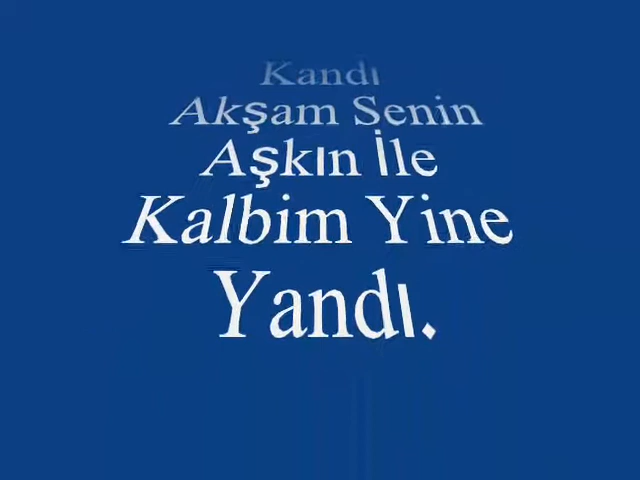 Kandı
Akşam Senin
Aşkın İle
Kalbim Yine
Yandı.